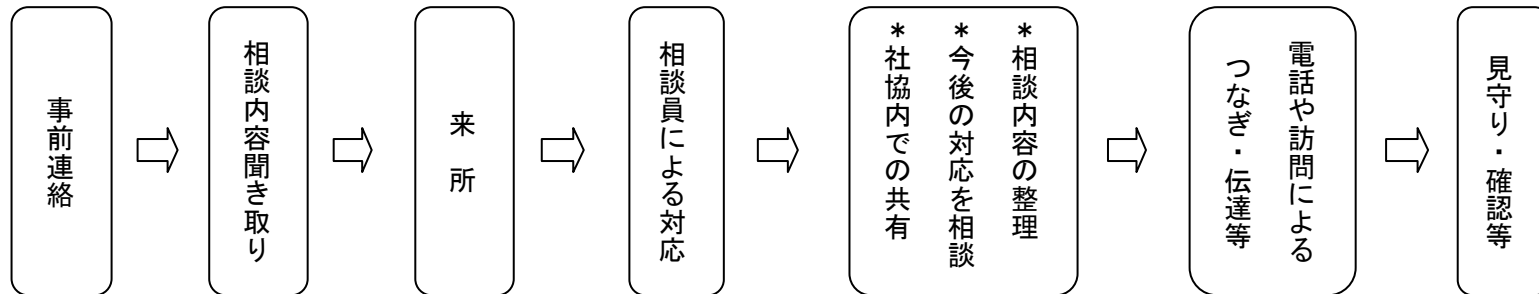 事前連絡
相談内容聞き取り
来所
相談員による対応
*相談内容の整理
*今後の対応を相談
*社協内での共有
電話や訪問による
つなぎ・伝達等
見守り・確認等